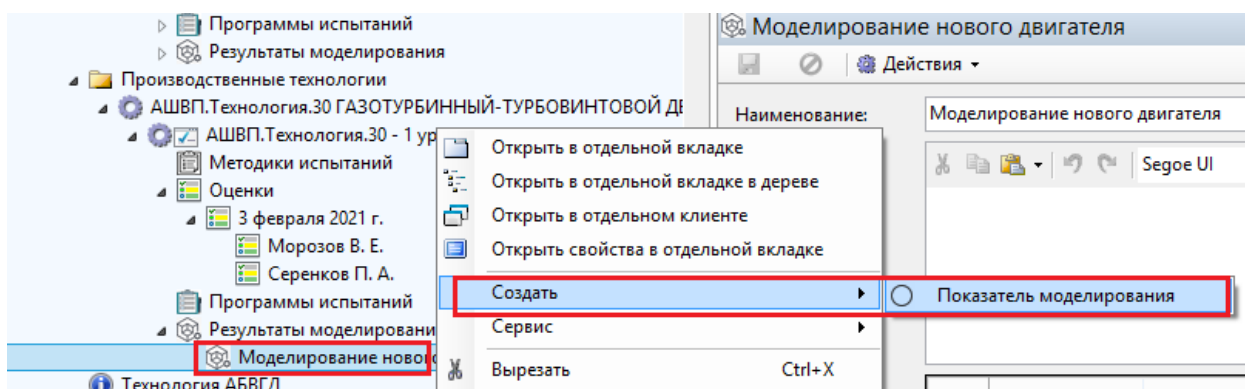 Программы испытаний
Результаты моделирования
Производственные технологии
АШВП.Технология.30 ГАЗОТУРБИННЫЙ-ТУРБОВИНТОВОЙ
АШВП.Технология.30 - 1 ур
Методики испытаний
Оценки
3 февраля 2021 г.
Морозов В. Е.
Серенков П. А.
Программы испытаний
Результаты моделировани
Моделирование новог
Технология АБВГД
Открыть в отдельной вкладке
Открыть в отдельной вкладке в дереве
Открыть в отдельном клиенте
Открыть свойства в отдельной вкладке
Создать
Сервис
Вырезать Ctrl+X
Показатель моделирования
Моделирование нового двигателя
Действия
Наименование: Моделирование нового двигателя
Segoe UI